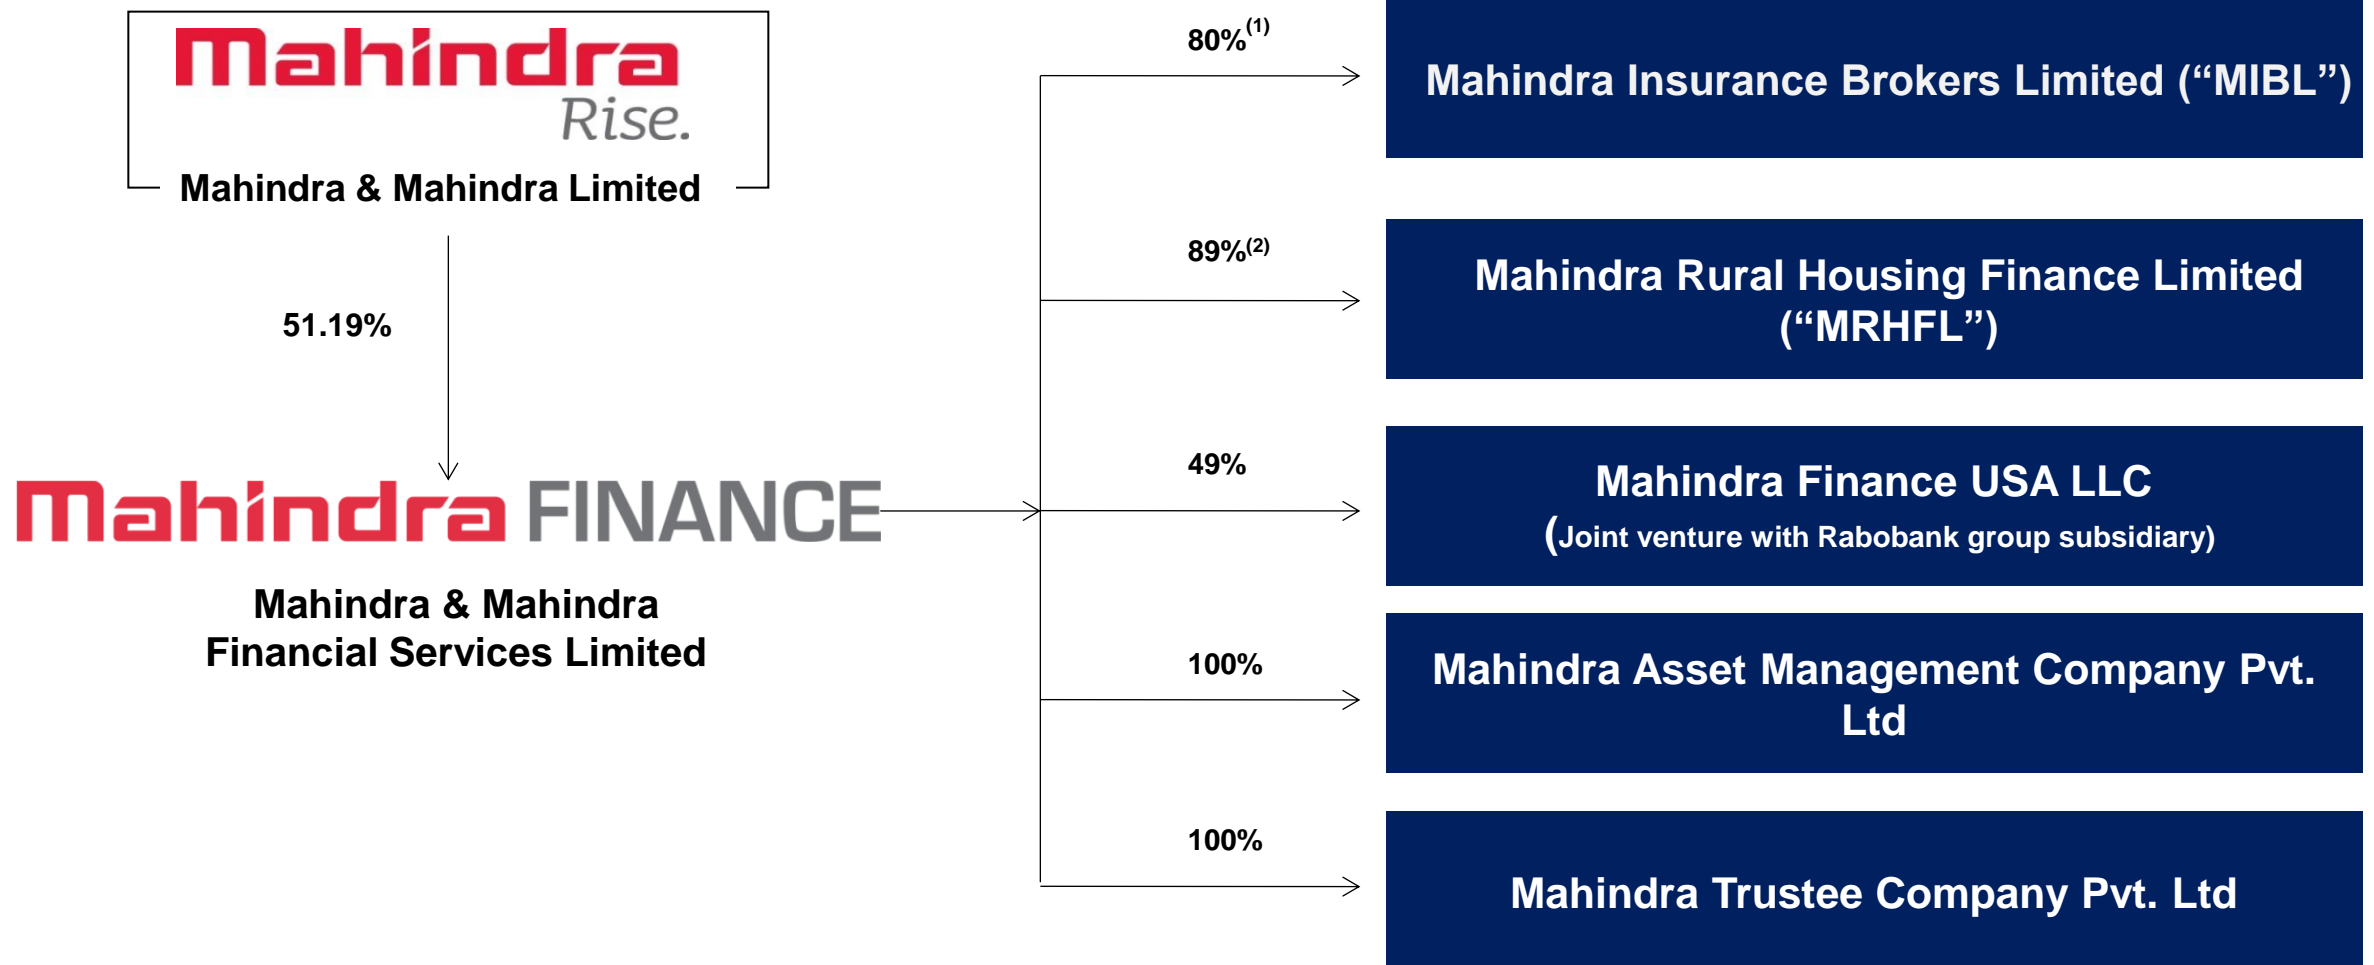 Mahindra
Rise.
Mahindra & Mahindra Limited
51.19%
Mahindra FINANCE
Mahindra & Mahindra
Financial Services Limited
80%(1)
Mahindra Insurance Brokers Limited (“MIBL”)
89%(2)
Mahindra Rural Housing Finance Limited
(“MRHFL”)
49%
Mahindra Finance USA LLC
(Joint venture with Rabobank group subsidiary)
100%
Mahindra Asset Management Company Pvt.
Ltd
100%
Mahindra Trustee Company Pvt. Ltd